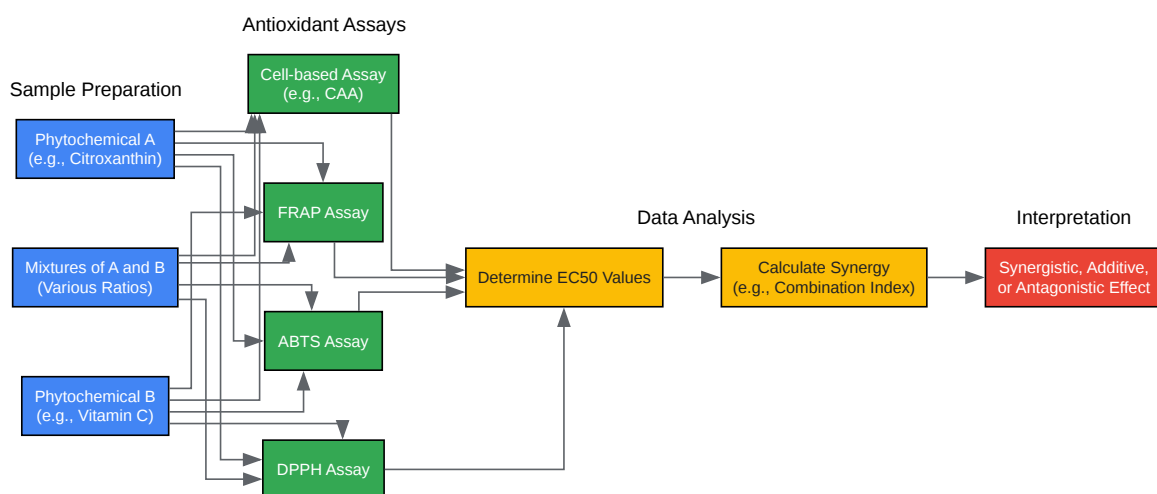 Antioxidant Assays
Cell-based Assay
(e.g., CAA)
Sample Preparation
Phytochemical A
(e.g., Citroxanthin)
FRAP Assay
Mixtures of A and B
(Various Ratios)
ABTS Assay
Phytochemical B
(e.g., Vitamin C)
DPPH Assay
Data Analysis
Determine EC50 Values
Calculate Synergy
(e.g., Combination Index)
Interpretation
Synergistic, Additive,
or Antagonistic Effect